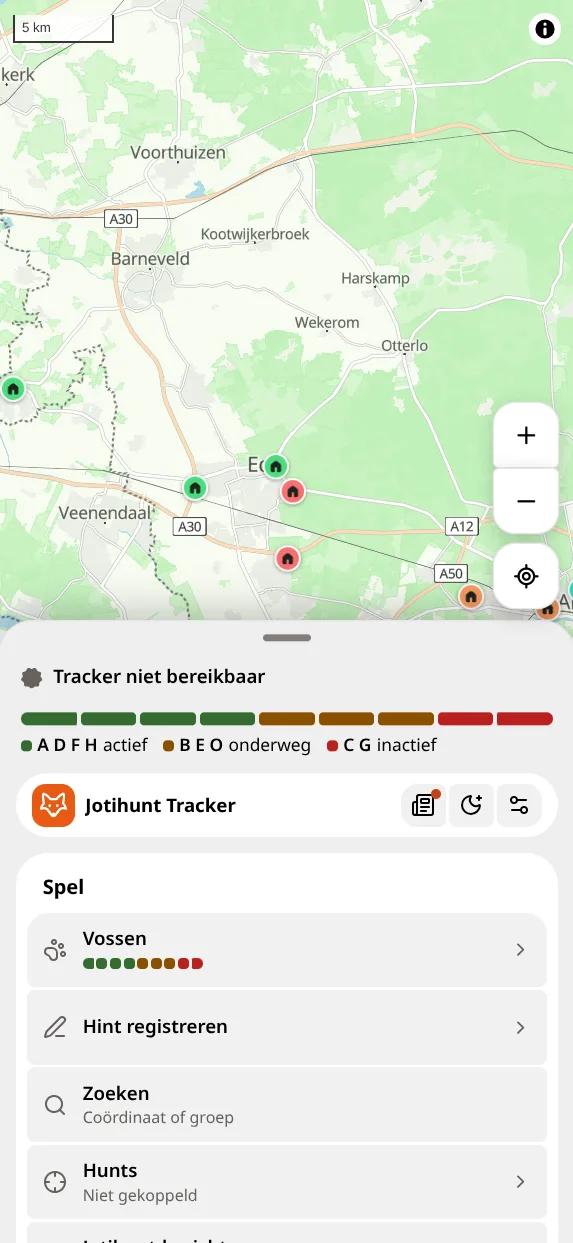 5 km
kerk
Voorthuizen
A30
Kootwijkerbroek
Barneveld
Harskamp
Wekerom
Otterlo
Veenendaal
A30
A12
A50
Tracker niet bereikbaar
A D F H actief B E O onderweg C G inactief
Jotihunt Tracker
Spel
Vossen
Hint registreren
Zoeken
Coördinaat of groep
Hunts
Niet gekoppeld